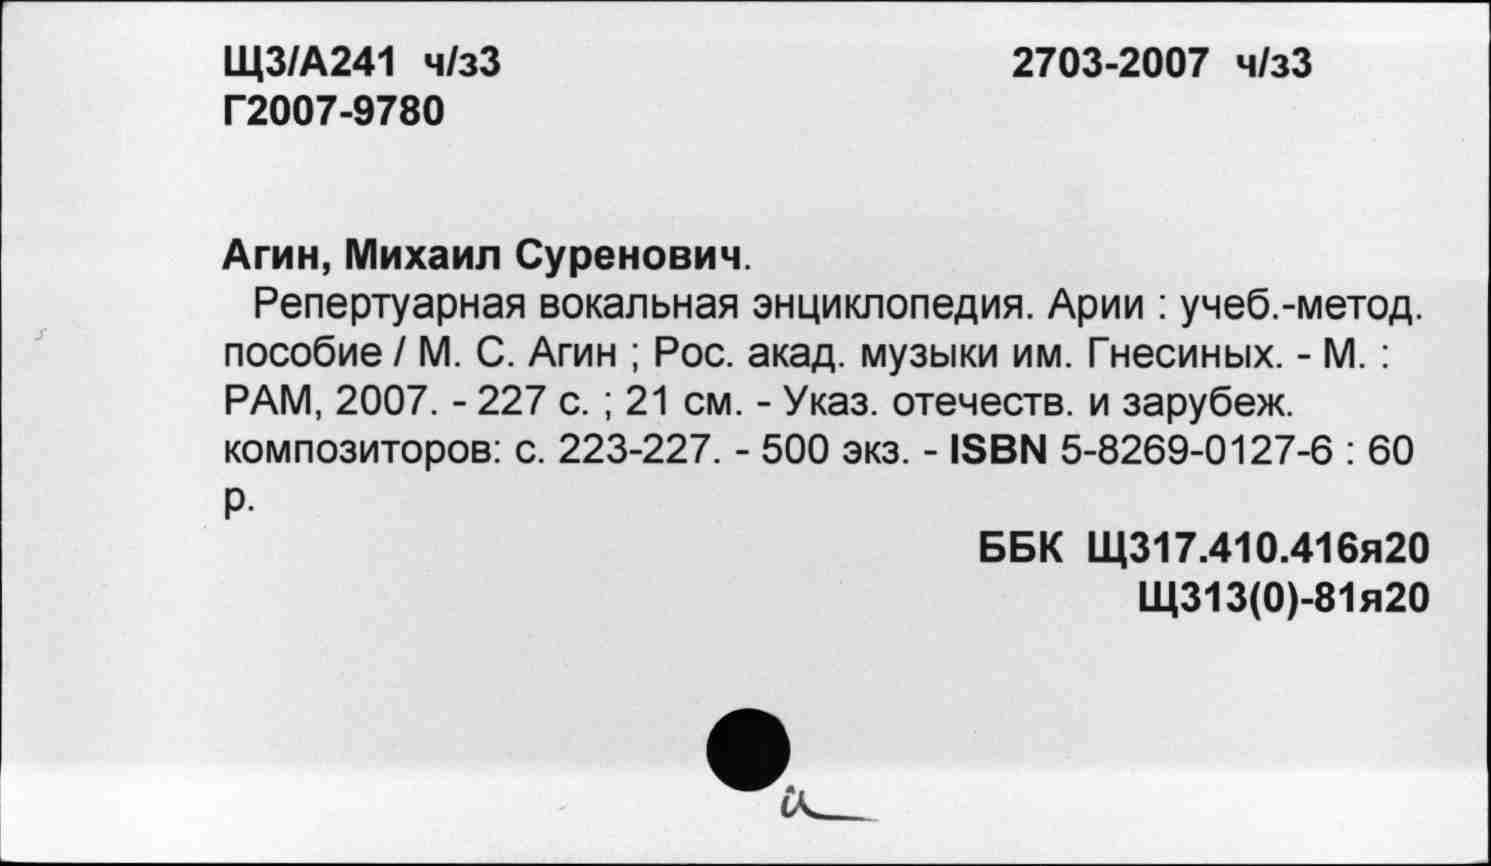 Щ3/А241 ч/з3 2703-2007 ч/з3
Г2007-9780
Агин, Михаил Суренович.
Репертуарная вокальная энциклопедия. Арии : учеб.-метод.
пособие / М. С. Агин ; Рос. акад. музыки им. Гнесиных. - М. :
РАМ, 2007. - 227 с. ; 21 см. - Указ. отечеств. и зарубеж.
композиторов: с. 223-227. - 500 экз. - ISBN 5-8269-0127-6 : 60
р.
ББК Щ317.410.416я20
Щ313(0)-81я20